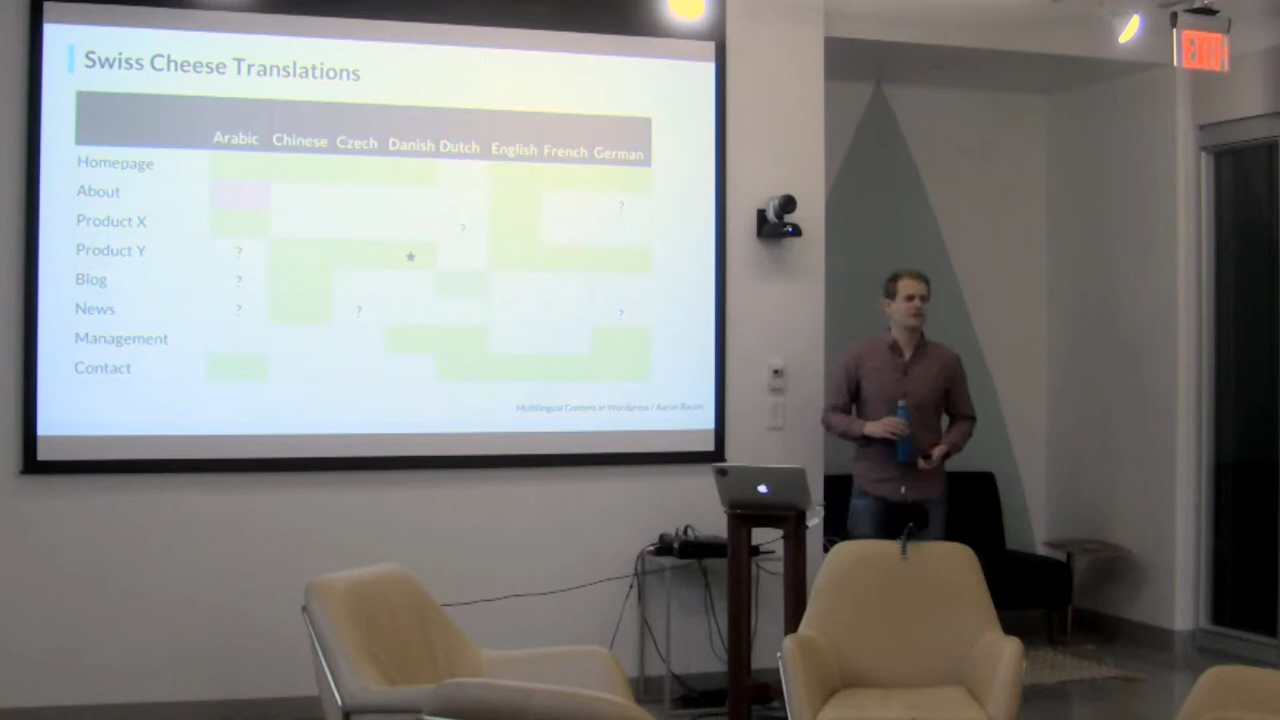 Swiss Cheese Translations
Arabic Chinese Czech Danish Dutch English French German
Homepage
About ?
Product X ?
Product Y ? ★
Blog ?
News ? ? ?
Management
Contact
Multilingual Content in Wordpress / Aaron Bacon
EXIT